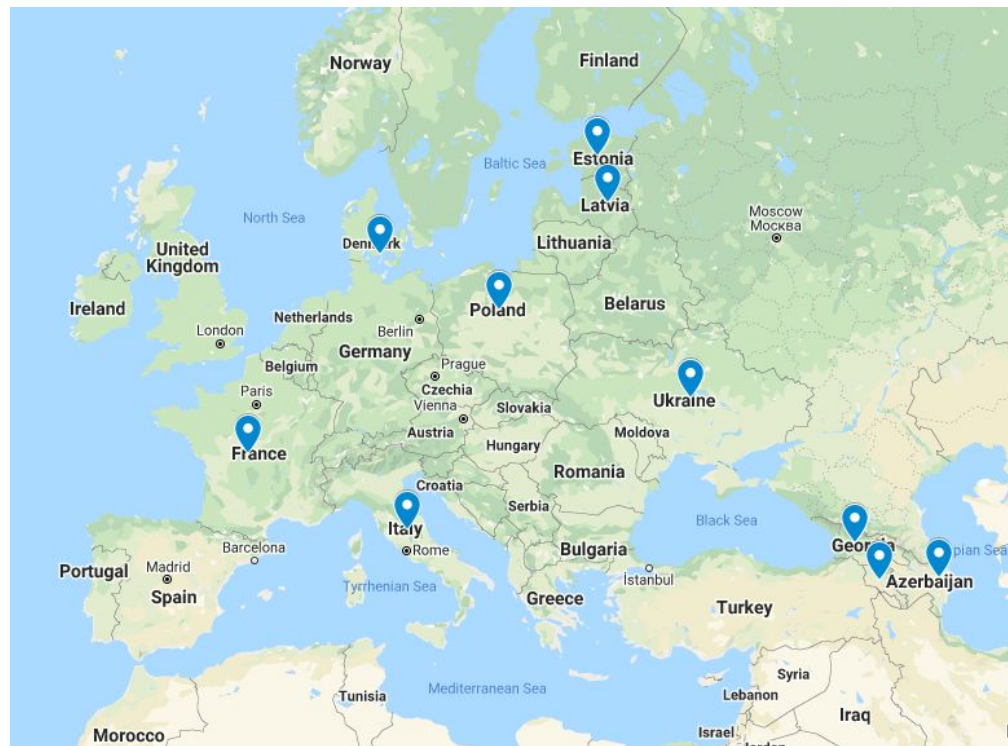 Norway
Finland
Baltic Sea
Estonia
Latvia
North Sea
Denmark
Moscow
Москва
Lithuania
United
Kingdom
Ireland
Belarus
Poland
Netherlands
Berlin
London
Germany
Belgium
Prague
Czechia
Paris
Ukraine
Vienna
Slovakia
Austria
Moldova
Hungary
France
Romania
Croatia
Serbia
Black Sea
Italy
Georgia
pian Sea
Barcelona
Rome
Bulgaria
Portugal
Madrid
İstanbul
Azerbaijan
Tyrrhenian Sea
Spain
Greece
Turkey
Syria
Mediterranean Sea
Tunisia
Lebanon
Iraq
Morocco
Israel